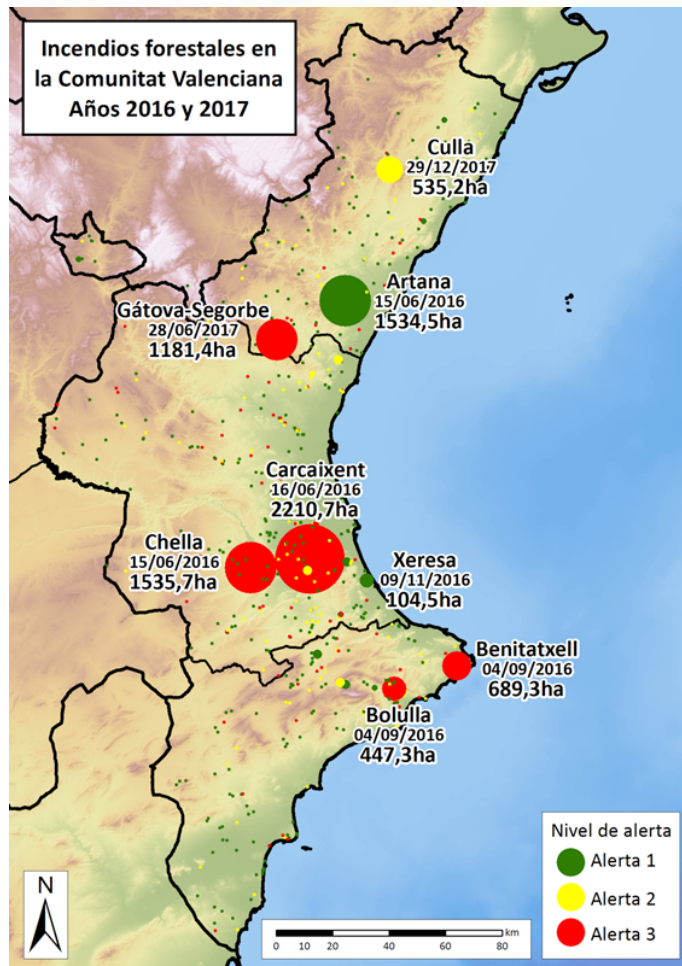 Incendios forestales en
la Comunitat Valenciana
Años 2016 y 2017
Culla
29/12/2017
535,2ha
Artana
15/06/2016
1534,5ha
Gátova-Segorbe
28/06/2017
1181,4ha
Carcaixent
16/06/2016
2210,7ha
Chella
15/06/2016
1535,7ha
Xeresa
09/11/2016
104,5ha
Benitatxell
04/09/2016
689,3ha
Bolulla
04/09/2016
447,3ha
Nivel de alerta
Alerta 1
Alerta 2
Alerta 3
N
km
0 10 20 40 60 80